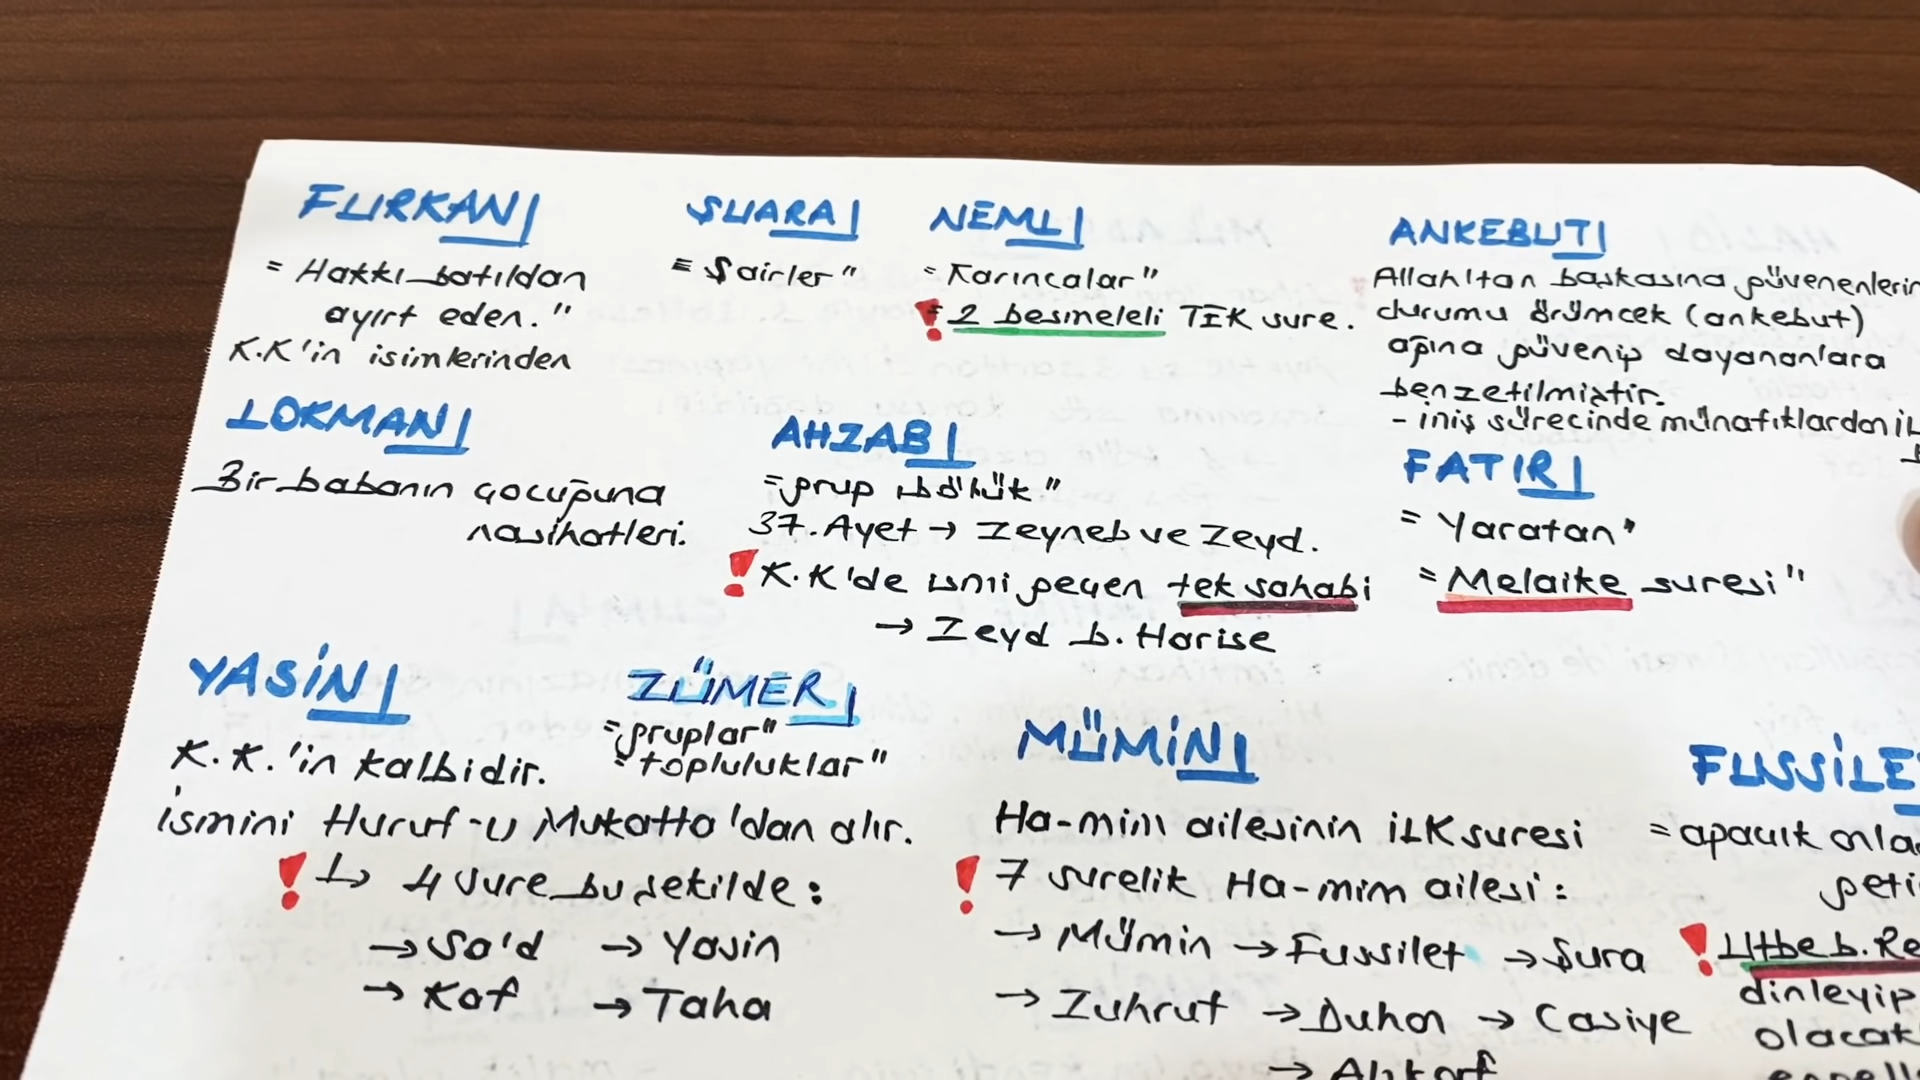 FURKAN
"Hakkı batıldan
ayırt eden."
K.K'in isimlerinden
ŞUARA
"Şairler"
NEML
"Karıncalar"
! 2 besmeleli TEK sure.
ANKEBUT
Allah'tan başkasına güvenenlerin
durumu örümcek (ankebut)
ağına güvenip dayananlara
benzetilmiştir.
- iniş sürecinde münafıklardan
LOKMAN
Bir babanın çocuğuna
nasihatleri.
AHZAB
"grup, bölük"
37. Ayet → Zeyneb ve Zeyd.
! K.K'de ismi geçen tek sahabi
→ Zeyd b. Harise
FATIR
"Yaratan"
"Melaike suresi"
YASİN
K.K.'in kalbidir.
ismini Huruf-u Mukatta'dan alır.
! ↳ 4 sure bu şekilde:
→ Sa'd → Yasin
→ Kaf → Taha
ZÜMER
"gruplar"
"topluluklar"
MÜMİN
Ha-mim ailesinin İLK suresi
! 7 surelik Ha-mim ailesi:
→ Mümin → Fussilet → Şura
→ Zuhruf → Duhan → Casiye
→ Ahkaf
FUSSİLE
"apaçık
! Utbe b. Re
dinleyip
olacak